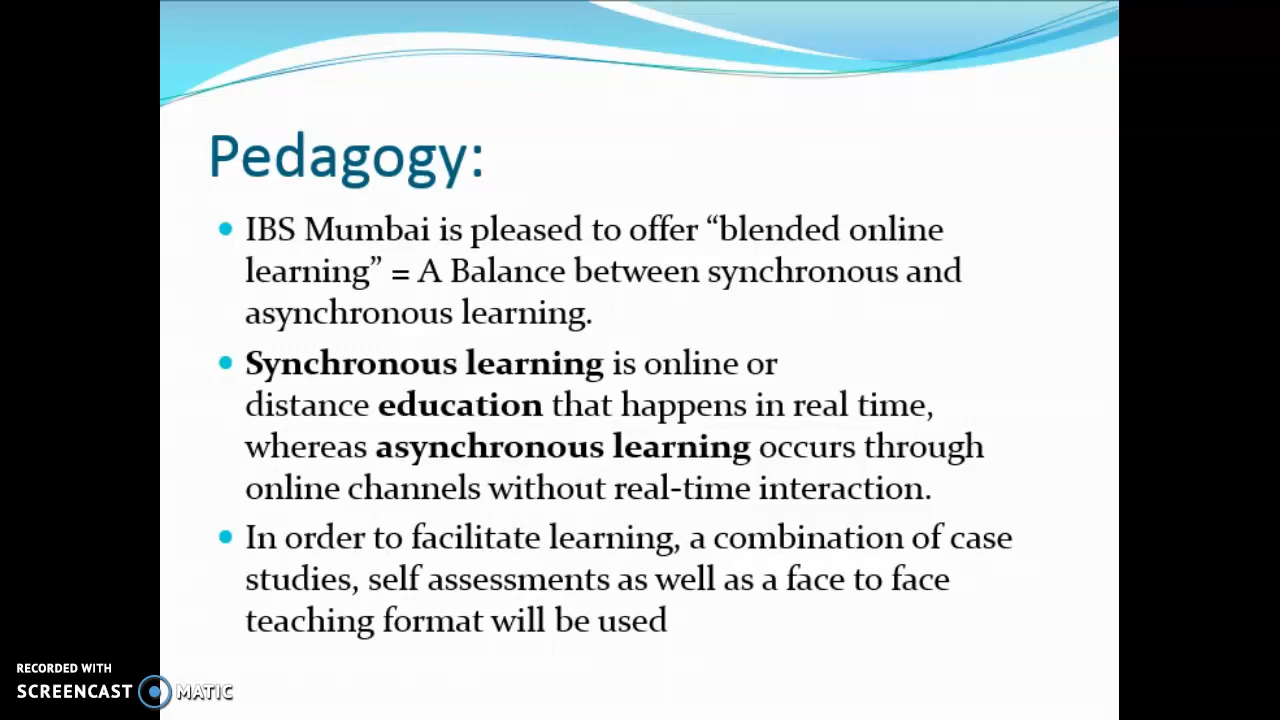 Pedagogy:
IBS Mumbai is pleased to offer “blended online
learning” = A Balance between synchronous and
asynchronous learning.
Synchronous learning is online or
distance education that happens in real time,
whereas asynchronous learning occurs through
online channels without real-time interaction.
In order to facilitate learning, a combination of case
studies, self assessments as well as a face to face
teaching format will be used
RECORDED WITH
SCREENCAST MATIC